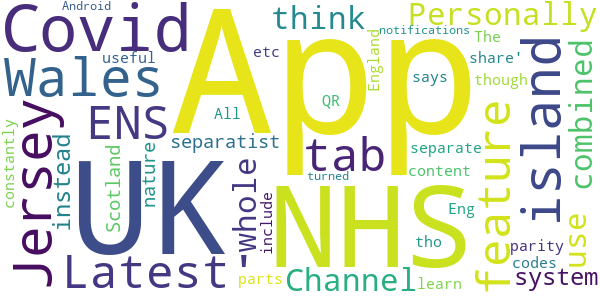 Android
Covid
App
think
Personally
notifications
The
useful
etc
England
share'
Wales
says
though
combined
QR
All
ENS
island
Jersey
instead
separatist
tab
separate
feature
constantly
Scotland
nature
UK
-whole
content
use
turned
NHS
learn
include
Eng
tho
parity
Latest
parts
Channel
codes
system